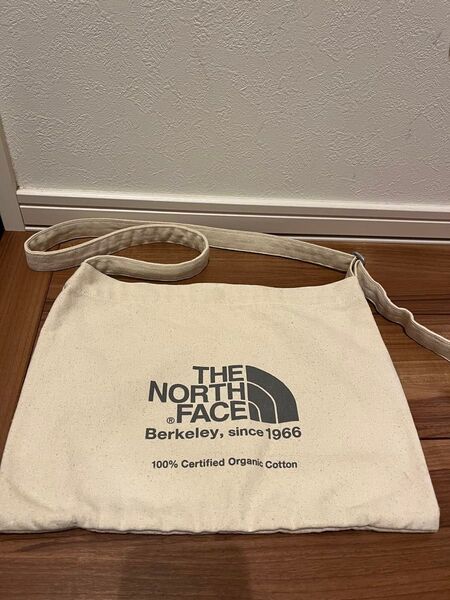 THE
NORTH
®FACE
Berkeley, since 1966
100% Certified Organic Cotton